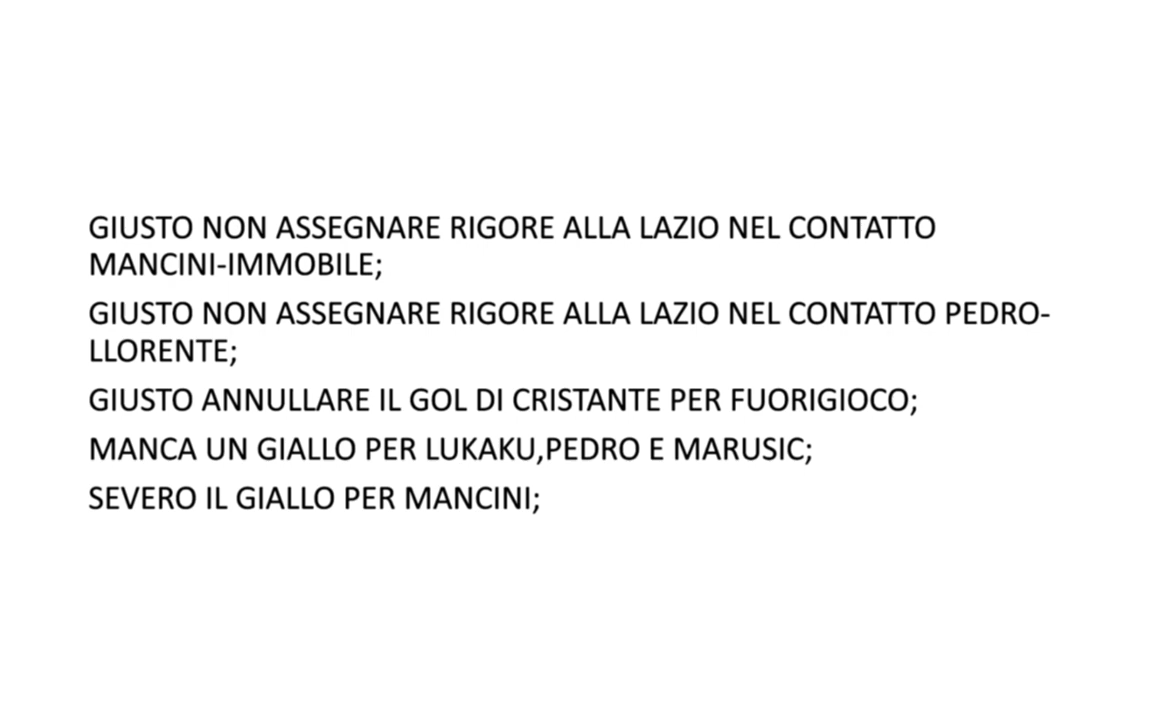 GIUSTO NON ASSEGNARE RIGORE ALLA LAZIO NEL CONTATTO
MANCINI-IMMOBILE;
GIUSTO NON ASSEGNARE RIGORE ALLA LAZIO NEL CONTATTO PEDRO-
LLORENTE;
GIUSTO ANNULLARE IL GOL DI CRISTANTE PER FUORIGIOCO;
MANCA UN GIALLO PER LUKAKU,PEDRO E MARUSIC;
SEVERO IL GIALLO PER MANCINI;